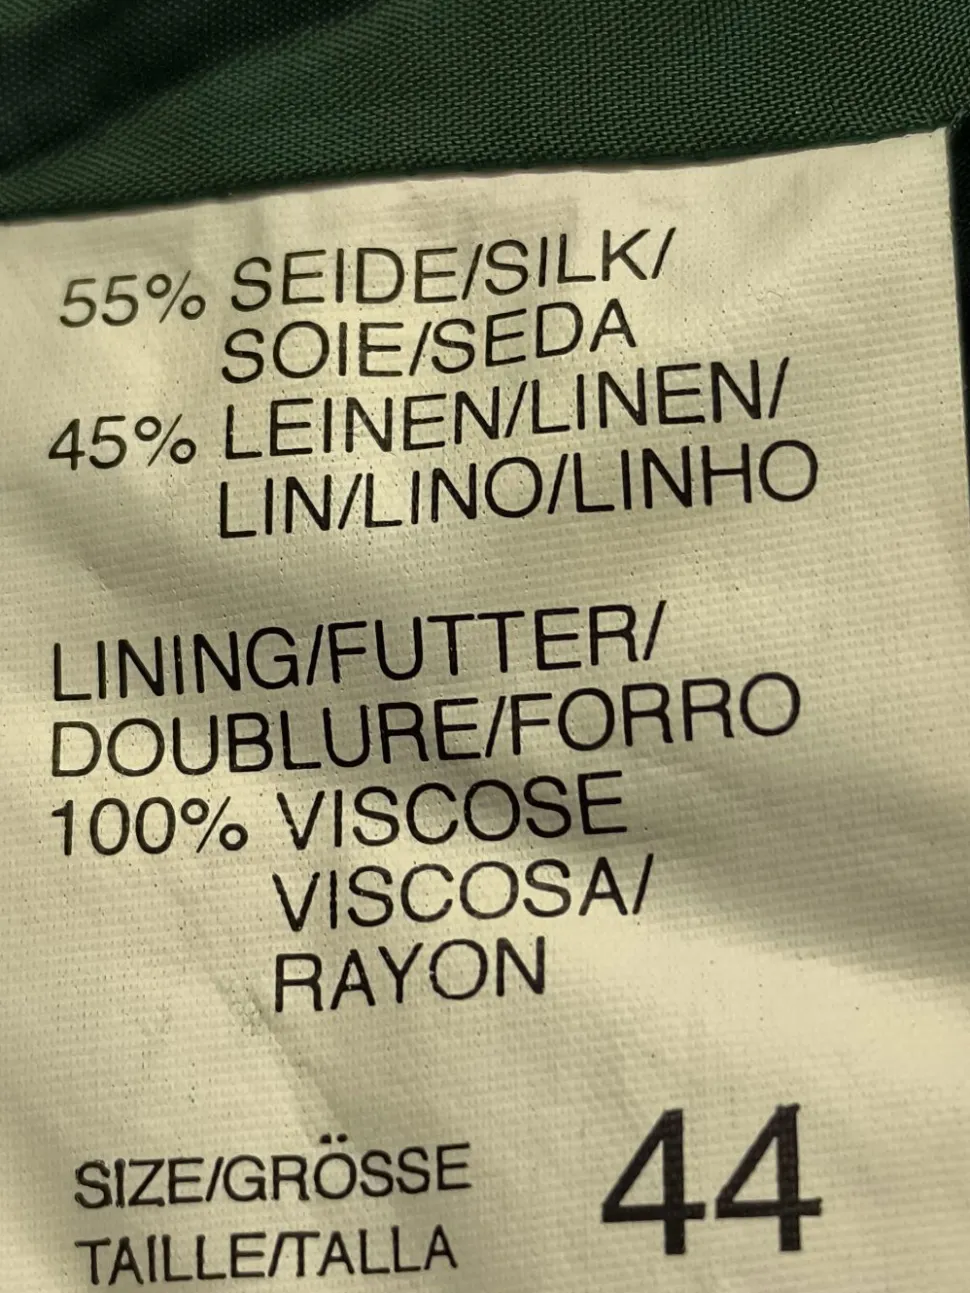 55% SEIDE/SILK/
SOIE/SEDA
45% LEINEN/LINEN/
LIN/LINO/LINHO
LINING/FUTTER/
DOUBLURE/FORRO
100% VISCOSE
VISCOSA/
RAYON
SIZE/GRÖSSE 44
TAILLE/TALLA